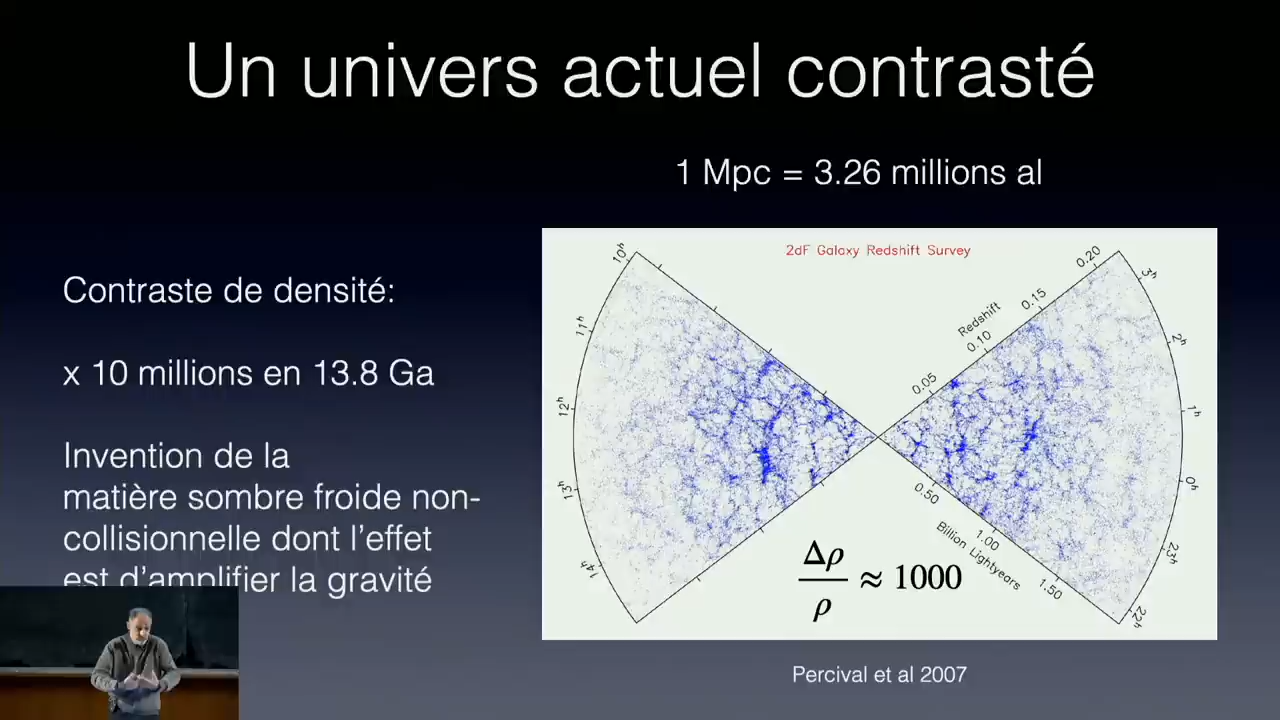 Un univers actuel contrasté
1 Mpc = 3.26 millions al
Contraste de densité:
x 10 millions en 13.8 Ga
Invention de la
matière sombre froide non-
collisionnelle dont l’effet
est d’amplifier la gravité
2dF Galaxy Redshift Survey
10h
11h
12h
13h
14h
Redshift
0.05
0.10
0.15
0.20
3h
2h
1h
0h
23h
22h
0.50
1.00
1.50
Billion Lightyears
Δρ/ρ ≈ 1000
Percival et al 2007